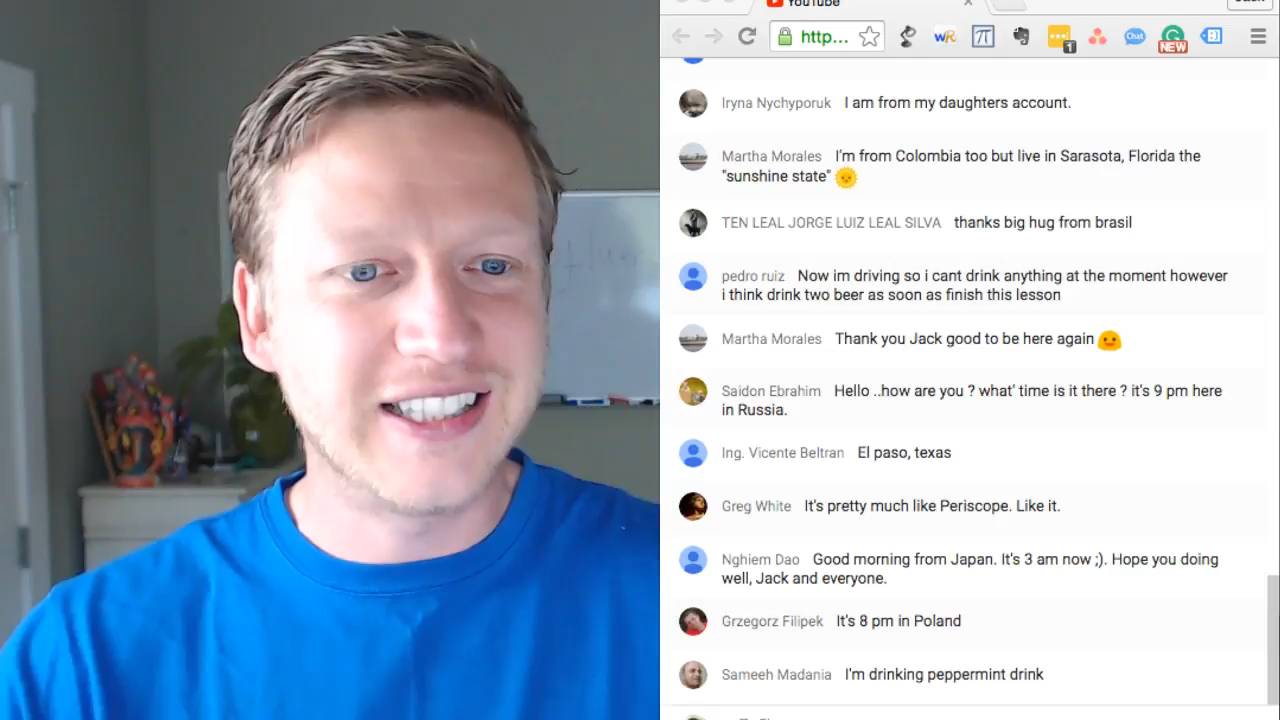 YouTube
http...
wR
π
1
Chat
NEW
Iryna Nychyporuk I am from my daughters account.
Martha Morales I'm from Colombia too but live in Sarasota, Florida the
"sunshine state"
TEN LEAL JORGE LUIZ LEAL SILVA thanks big hug from brasil
pedro ruiz Now im driving so i cant drink anything at the moment however
i think drink two beer as soon as finish this lesson
Martha Morales Thank you Jack good to be here again
Saidon Ebrahim Hello ..how are you ? what' time is it there ? it's 9 pm here
in Russia.
Ing. Vicente Beltran El paso, texas
Greg White It's pretty much like Periscope. Like it.
Nghiem Dao Good morning from Japan. It's 3 am now ;). Hope you doing
well, Jack and everyone.
Grzegorz Filipek It's 8 pm in Poland
Sameeh Madania I'm drinking peppermint drink